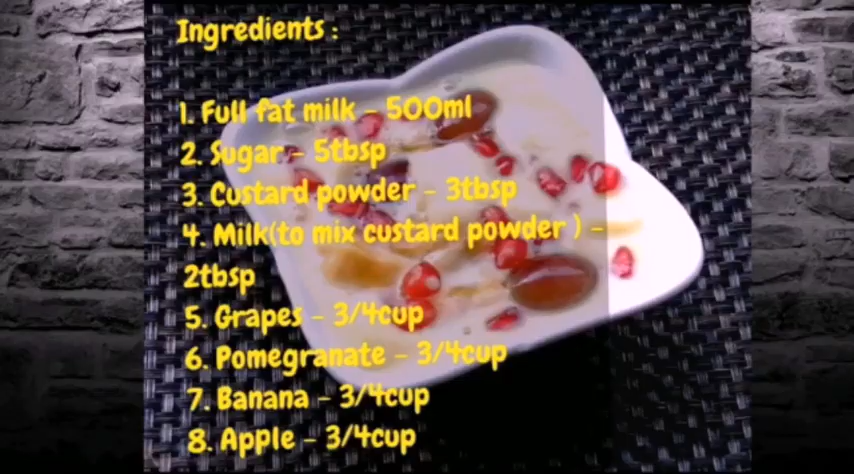 Ingredients :
1. Full fat milk - 500ml
2. Sugar - 5tbsp
3. Custard powder - 3tbsp
4. Milk(to mix custard powder ) -
2tbsp
5. Grapes - 3/4cup
6. Pomegranate - 3/4cup
7. Banana - 3/4cup
8. Apple - 3/4cup